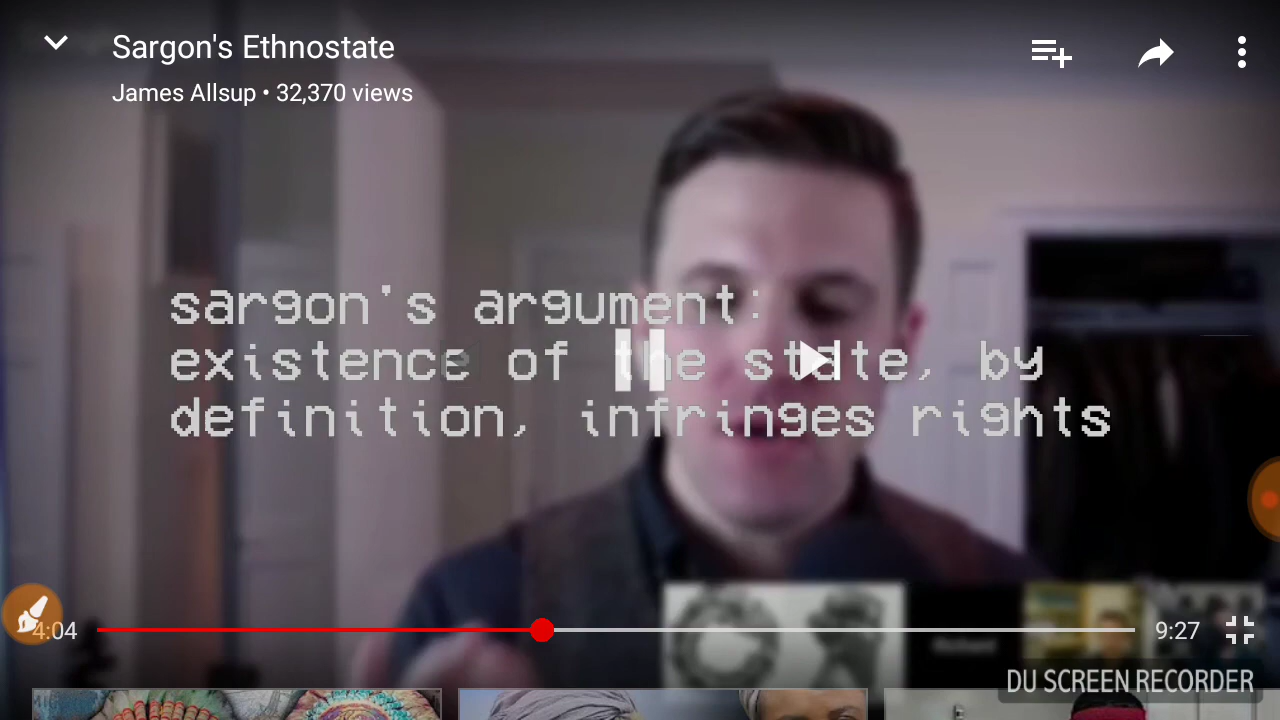 Sargon's Ethnostate
James Allsup • 32,370 views
sargon's argument:
existence of the state, by
definition, infringes rights
4:04
9:27
DU SCREEN RECORDER